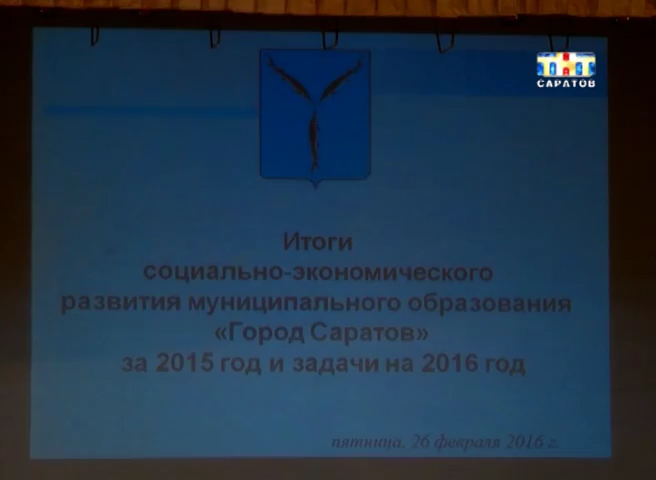 ТНТ
САРАТОВ
Итоги
социально-экономического
развития муниципального образования
«Город Саратов»
за 2015 год и задачи на 2016 год
пятница, 26 февраля 2016 г.